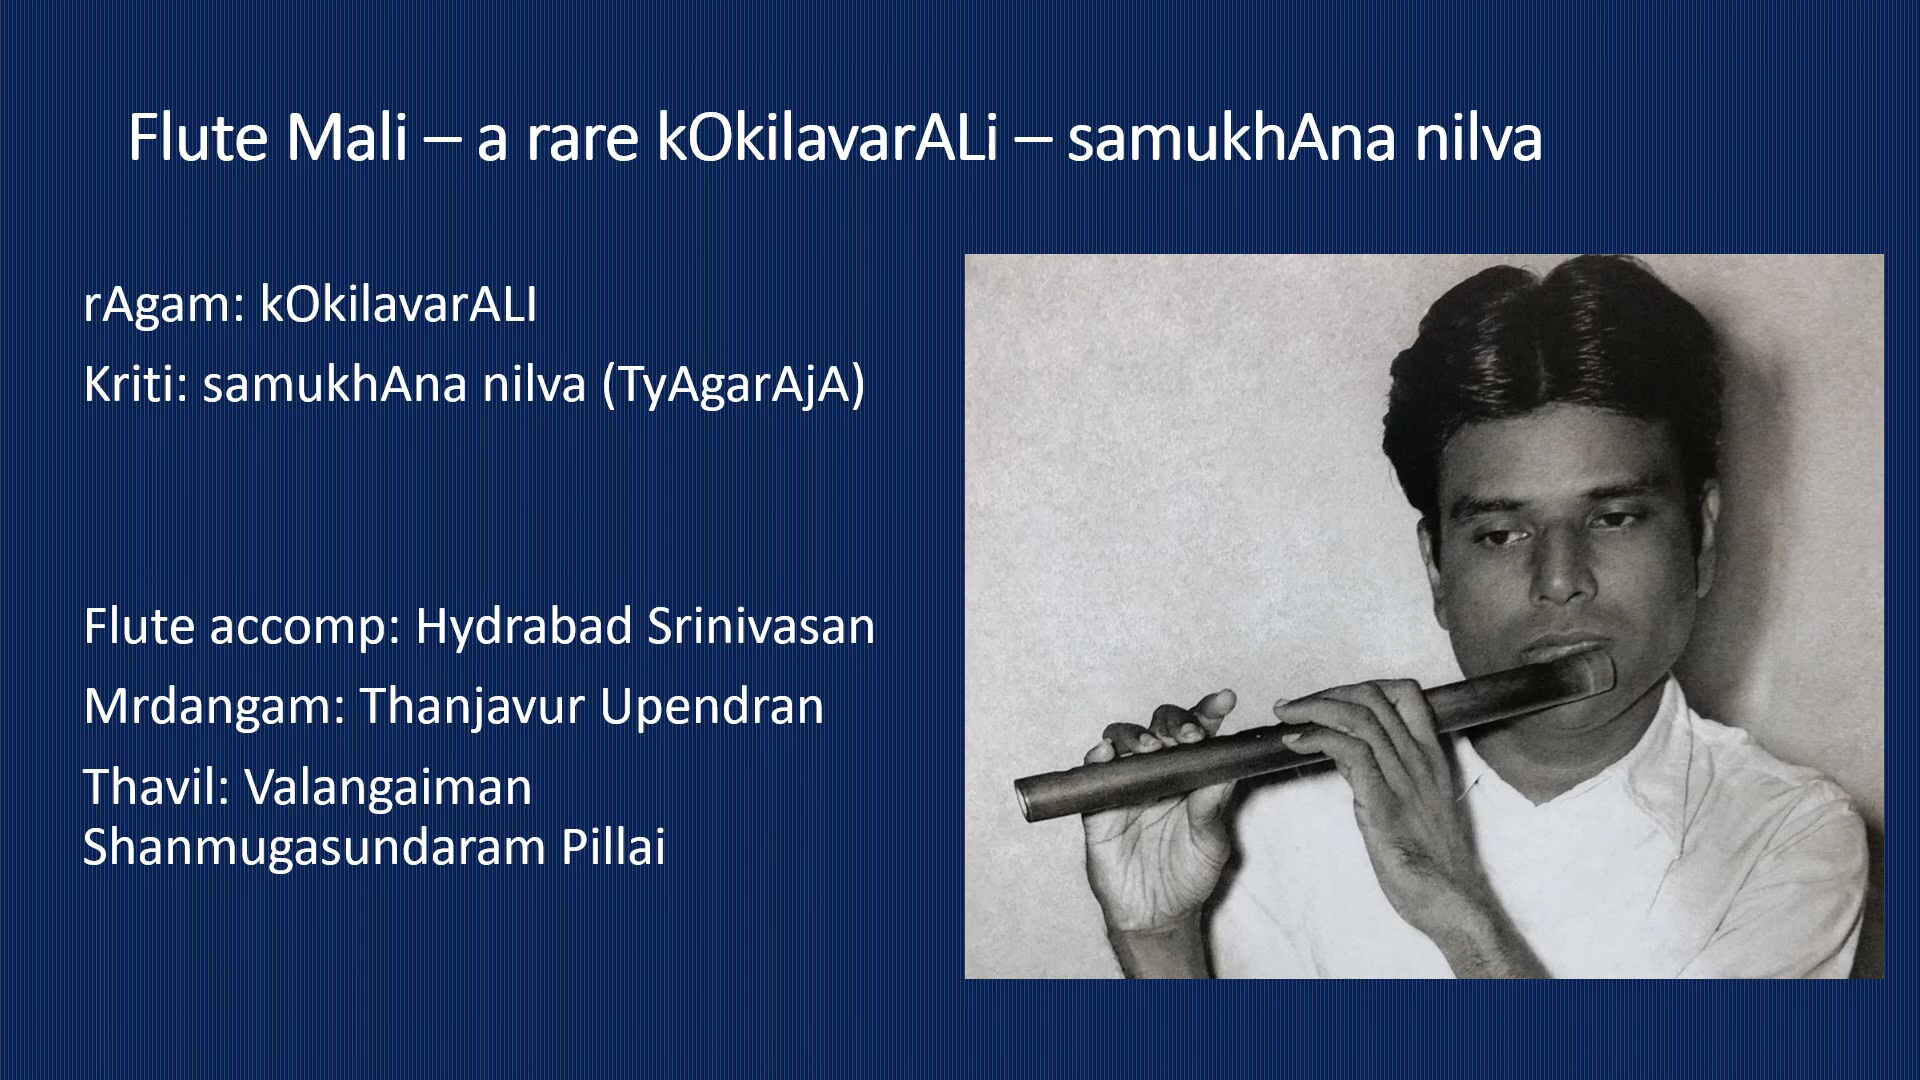 Flute Mali – a rare kOkilavarALi – samukhAna nilva
rAgam: kOkilavarALI
Kriti: samukhAna nilva (TyAgarAjA)
Flute accomp: Hydrabad Srinivasan
Mrdangam: Thanjavur Upendran
Thavil: Valangaiman
Shanmugasundaram Pillai